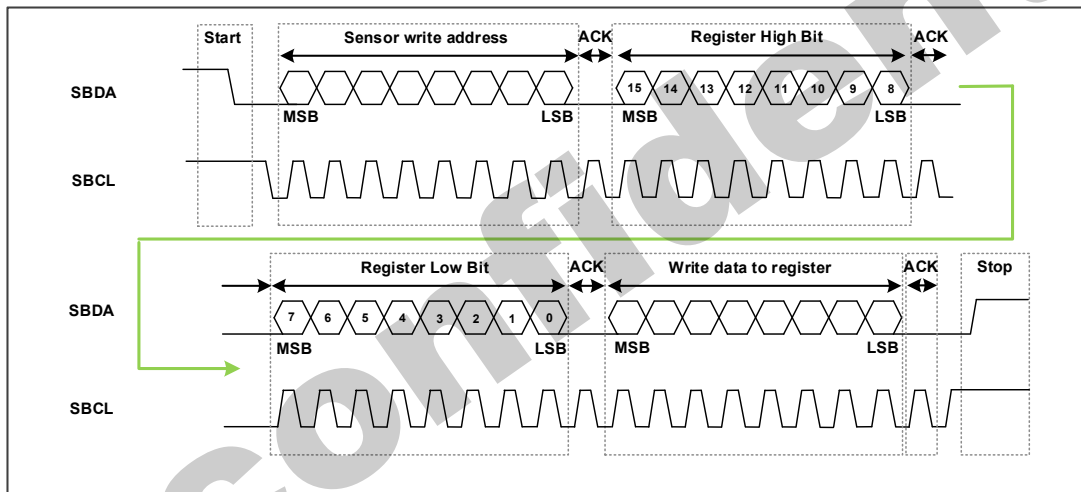 Start Sensor write address ACK Register High Bit ACK
SBDA 15 14 13 12 11 10 9 8
MSB LSB MSB LSB
SBCL
Register Low Bit ACK Write data to register ACK Stop
SBDA 7 6 5 4 3 2 1 0
MSB LSB MSB LSB
SBCL